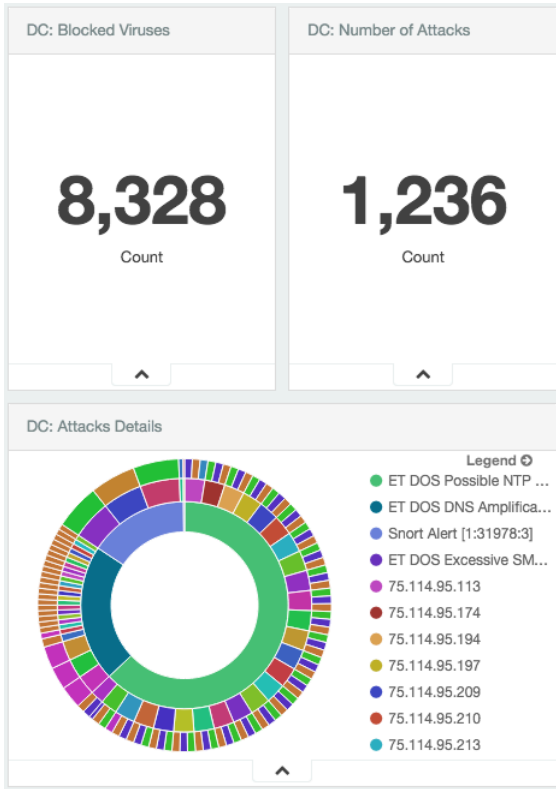 DC: Blocked Viruses
8,328
Count
DC: Number of Attacks
1,236
Count
DC: Attacks Details
Legend
ET DOS Possible NTP ...
ET DOS DNS Amplifica...
Snort Alert [1:31978:3]
ET DOS Excessive SM...
75.114.95.113
75.114.95.174
75.114.95.194
75.114.95.197
75.114.95.209
75.114.95.210
75.114.95.213